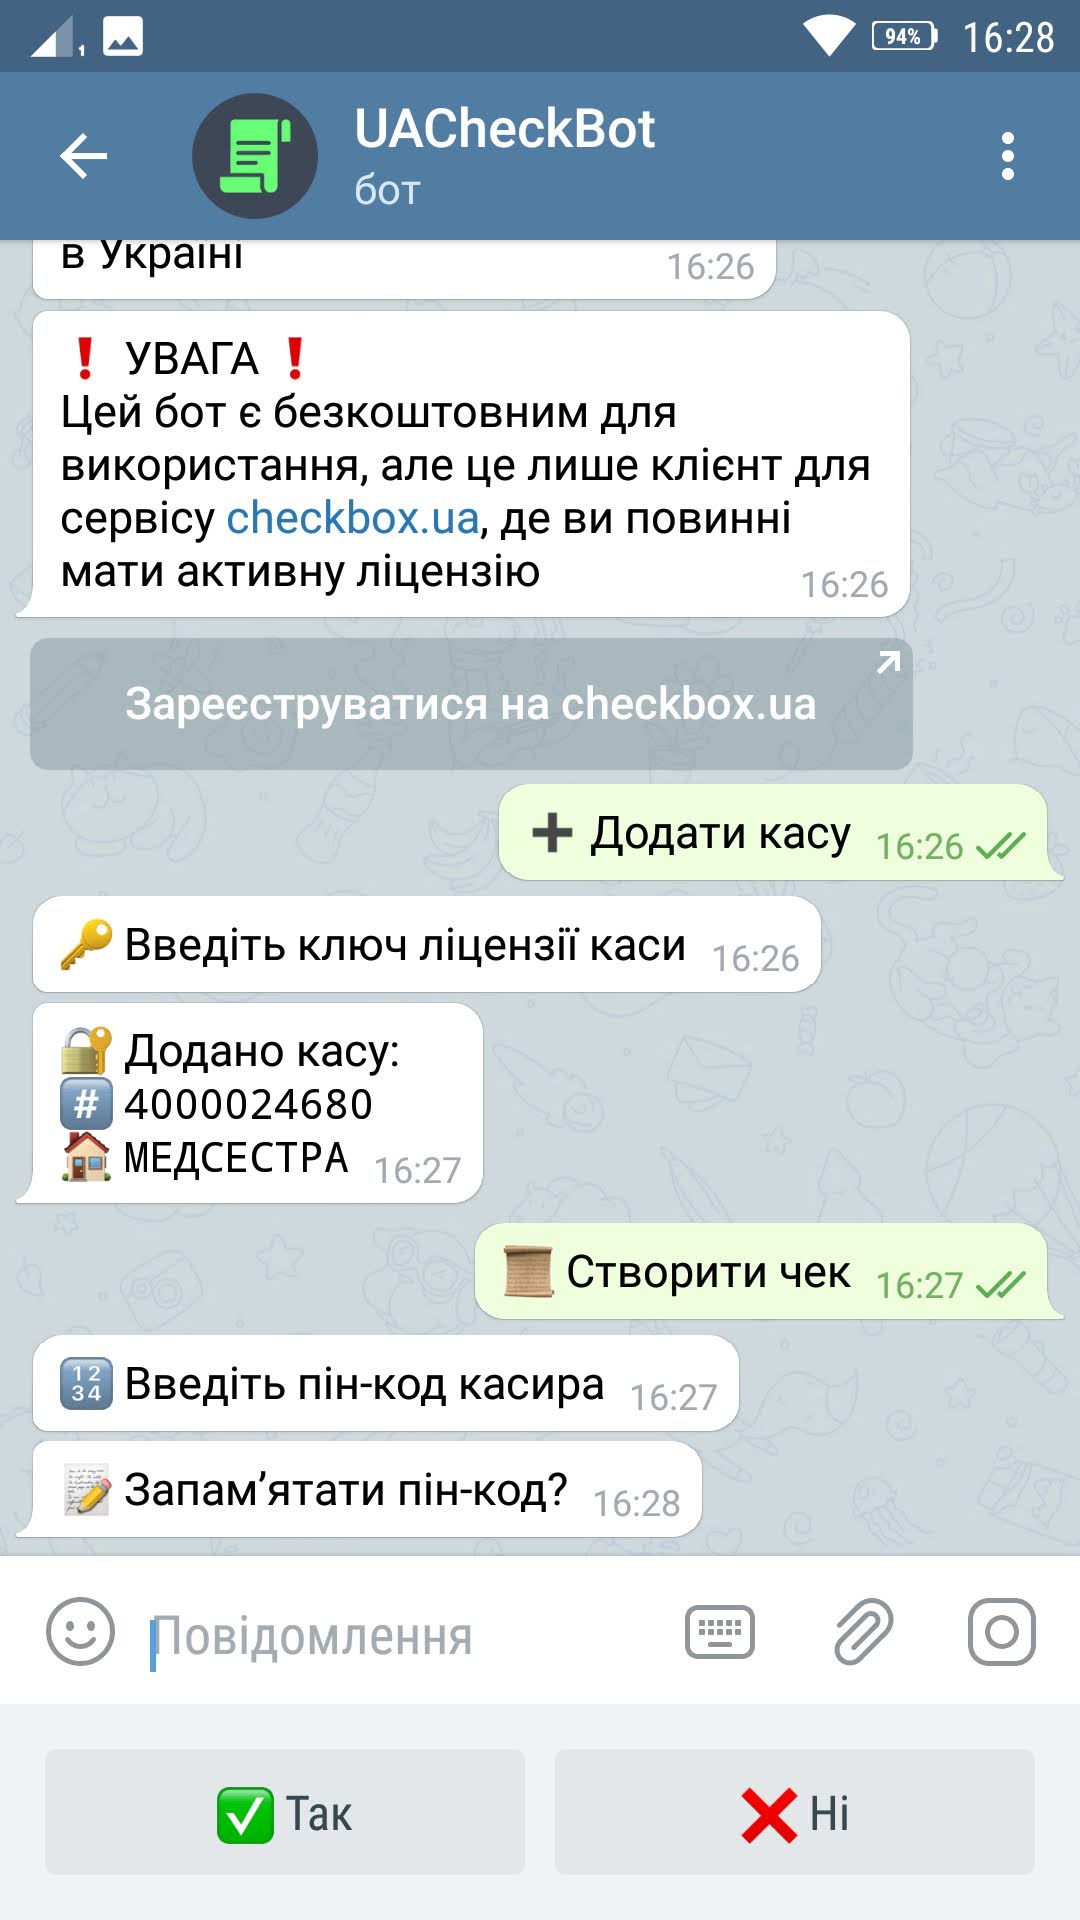 94% 16:28
UACheckBot
бот
в Україні 16:26
❗ УВАГА ❗
Цей бот є безкоштовним для
використання, але це лише клієнт для
сервісу checkbox.ua, де ви повинні
мати активну ліцензію 16:26
Зареєструватися на checkbox.ua
➕ Додати касу 16:26
🔑 Введіть ключ ліцензії каси 16:26
🔐 Додано касу:
#️⃣ 4000024680
🏠 МЕДСЕСТРА 16:27
📜 Створити чек 16:27
🔢 Введіть пін-код касира 16:27
📝 Запам’ятати пін-код? 16:28
Повідомлення
✅ Так
❌ Ні